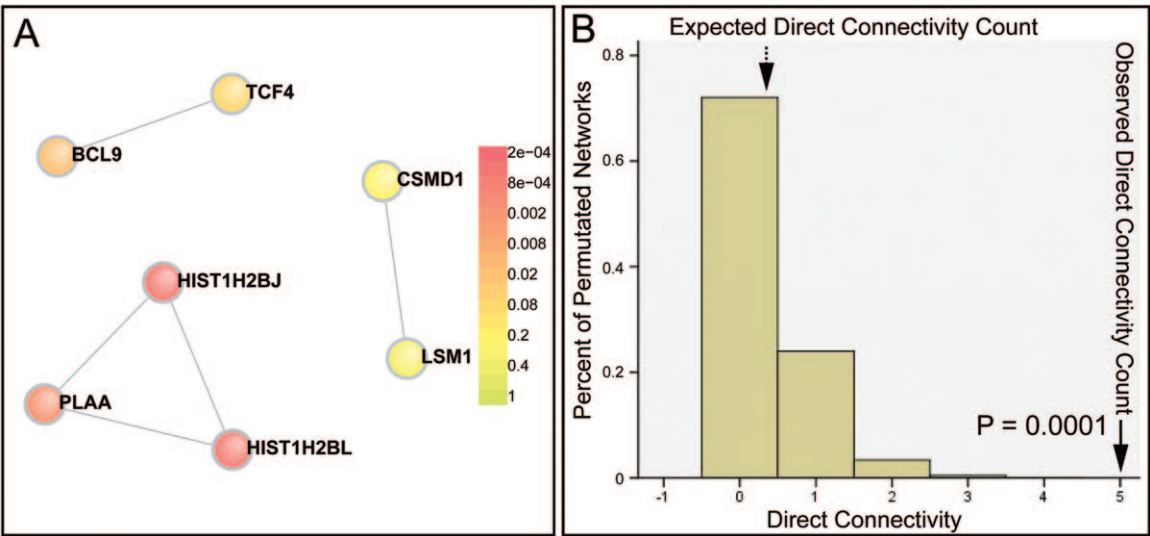 A
TCF4
BCL9
CSMD1
HIST1H2BJ
LSM1
PLAA
HIST1H2BL
2e−04
8e−04
0.002
0.008
0.02
0.08
0.2
0.4
1
B
Expected Direct Connectivity Count
Observed Direct Connectivity Count
Percent of Permutated Networks
0.8
0.6
0.4
0.2
0
P = 0.0001
-1 0 1 2 3 4 5
Direct Connectivity